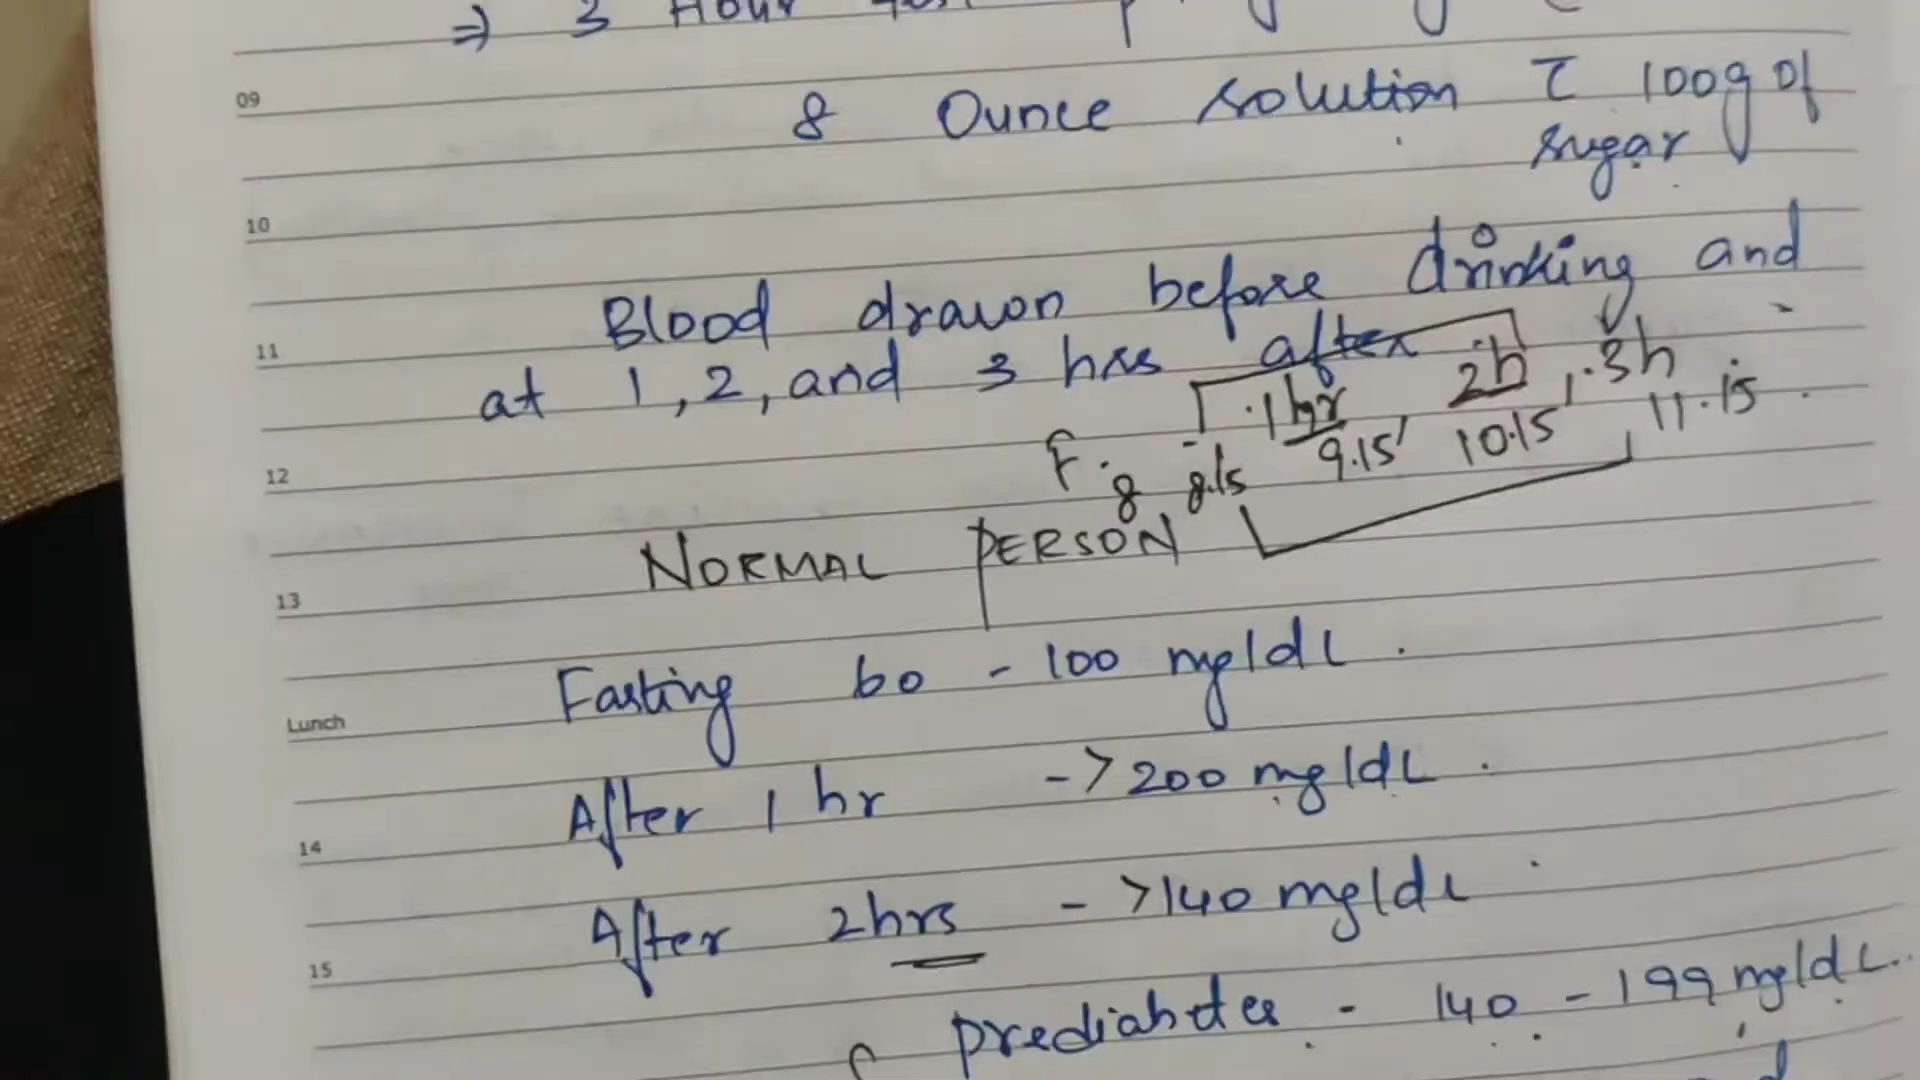 ⇒ 3 Hour
09
8 Ounce solution c̄ 100g of
sugar
10
Blood drawn before drinking and
11
at 1, 2, and 3 hrs after
1hr 2h 3h
F. 8 8.15 9.15' 10.15' 11.15
12
NORMAL PERSON
13
Fasting 60 - 100 mg/dL.
Lunch
After 1 hr -> 200 mg/dL.
14
After 2hrs -> 140 mg/dL
15
prediabetes - 140 - 199 mg/dL.